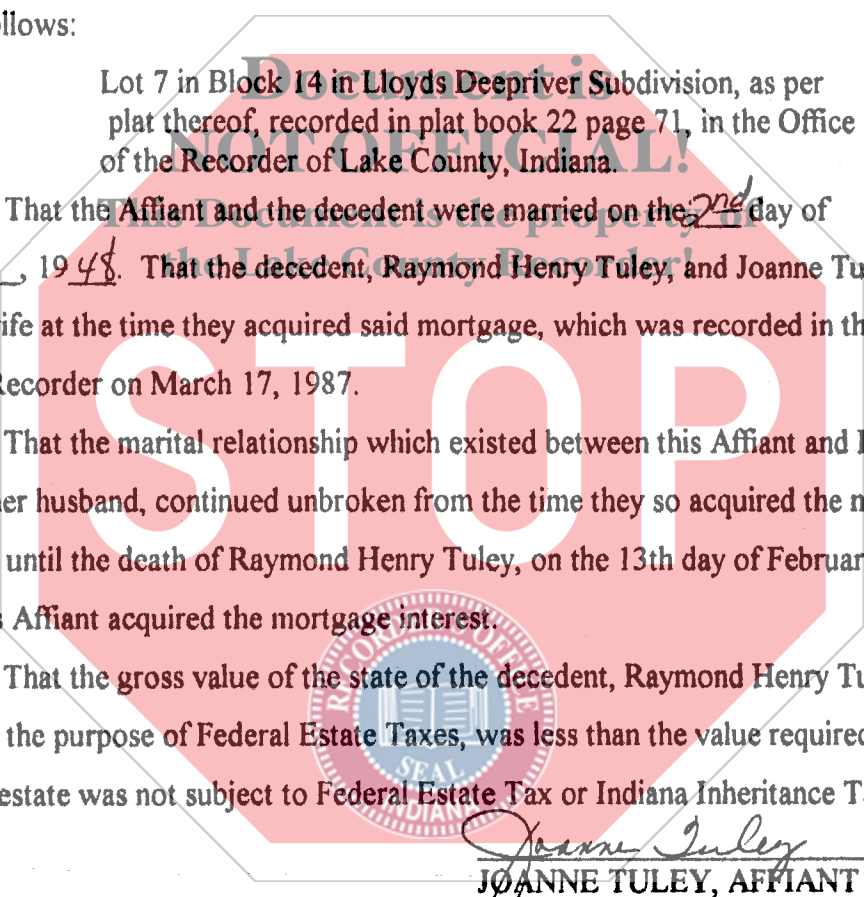 ollows:
Lot 7 in Block 14 in Lloyds Deepriver Subdivision, as per
plat thereof, recorded in plat book 22 page 71, in the Office
of the Recorder of Lake County, Indiana.
That the Affiant and the decedent were married on the 2nd day of
, 19 48. That the decedent, Raymond Henry Tuley, and Joanne Tu
ife at the time they acquired said mortgage, which was recorded in th
Recorder on March 17, 1987.
That the marital relationship which existed between this Affiant and
er husband, continued unbroken from the time they so acquired the m
until the death of Raymond Henry Tuley, on the 13th day of Februar
s Affiant acquired the mortgage interest.
That the gross value of the state of the decedent, Raymond Henry Tu
the purpose of Federal Estate Taxes, was less than the value required
estate was not subject to Federal Estate Tax or Indiana Inheritance T
Joanne Tuley
JOANNE TULEY, AFFIANT
Document is
NOT OFFICIAL!
This Document is the property of
the Lake County Recorder!
STOP
RECORDER'S OFFICE
SEAL
INDIANA